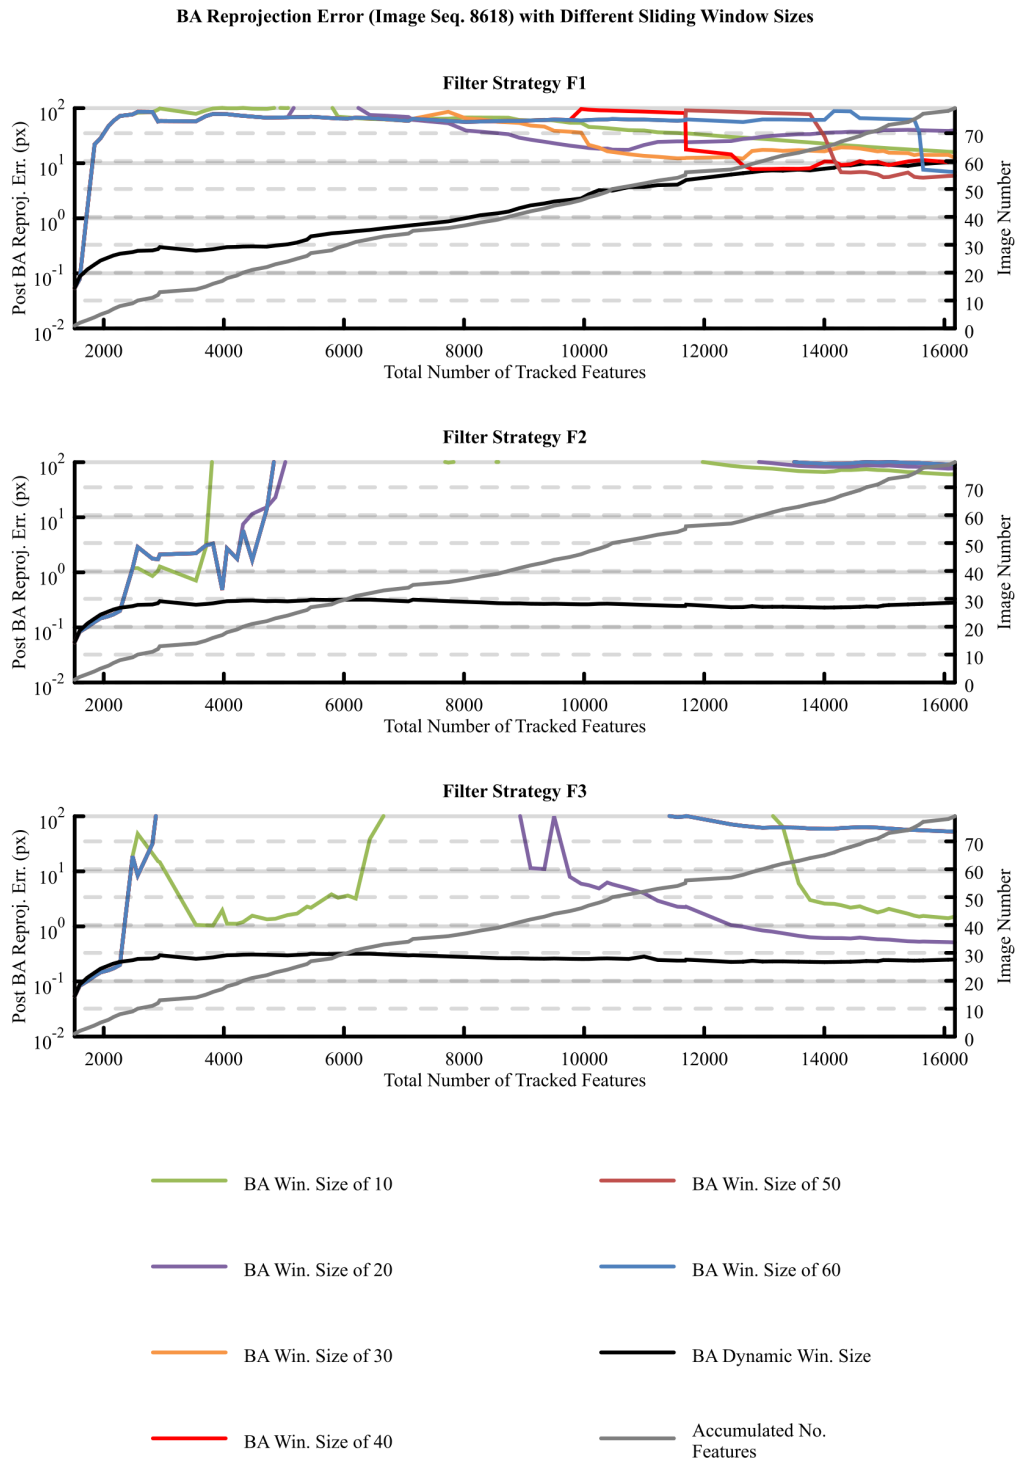 BA Reprojection Error (Image Seq. 8618) with Different Sliding Window Sizes
Filter Strategy F1
Post BA Reproj. Err. (px)
10^2
10^1
10^0
10^-1
10^-2
70
60
50
40
30
20
10
0
Image Number
2000 4000 6000 8000 10000 12000 14000 16000
Total Number of Tracked Features
Filter Strategy F2
Post BA Reproj. Err. (px)
10^2
10^1
10^0
10^-1
10^-2
70
60
50
40
30
20
10
0
Image Number
2000 4000 6000 8000 10000 12000 14000 16000
Total Number of Tracked Features
Filter Strategy F3
Post BA Reproj. Err. (px)
10^2
10^1
10^0
10^-1
10^-2
70
60
50
40
30
20
10
0
Image Number
2000 4000 6000 8000 10000 12000 14000 16000
Total Number of Tracked Features
BA Win. Size of 10
BA Win. Size of 50
BA Win. Size of 20
BA Win. Size of 60
BA Win. Size of 30
BA Dynamic Win. Size
BA Win. Size of 40
Accumulated No.
Features